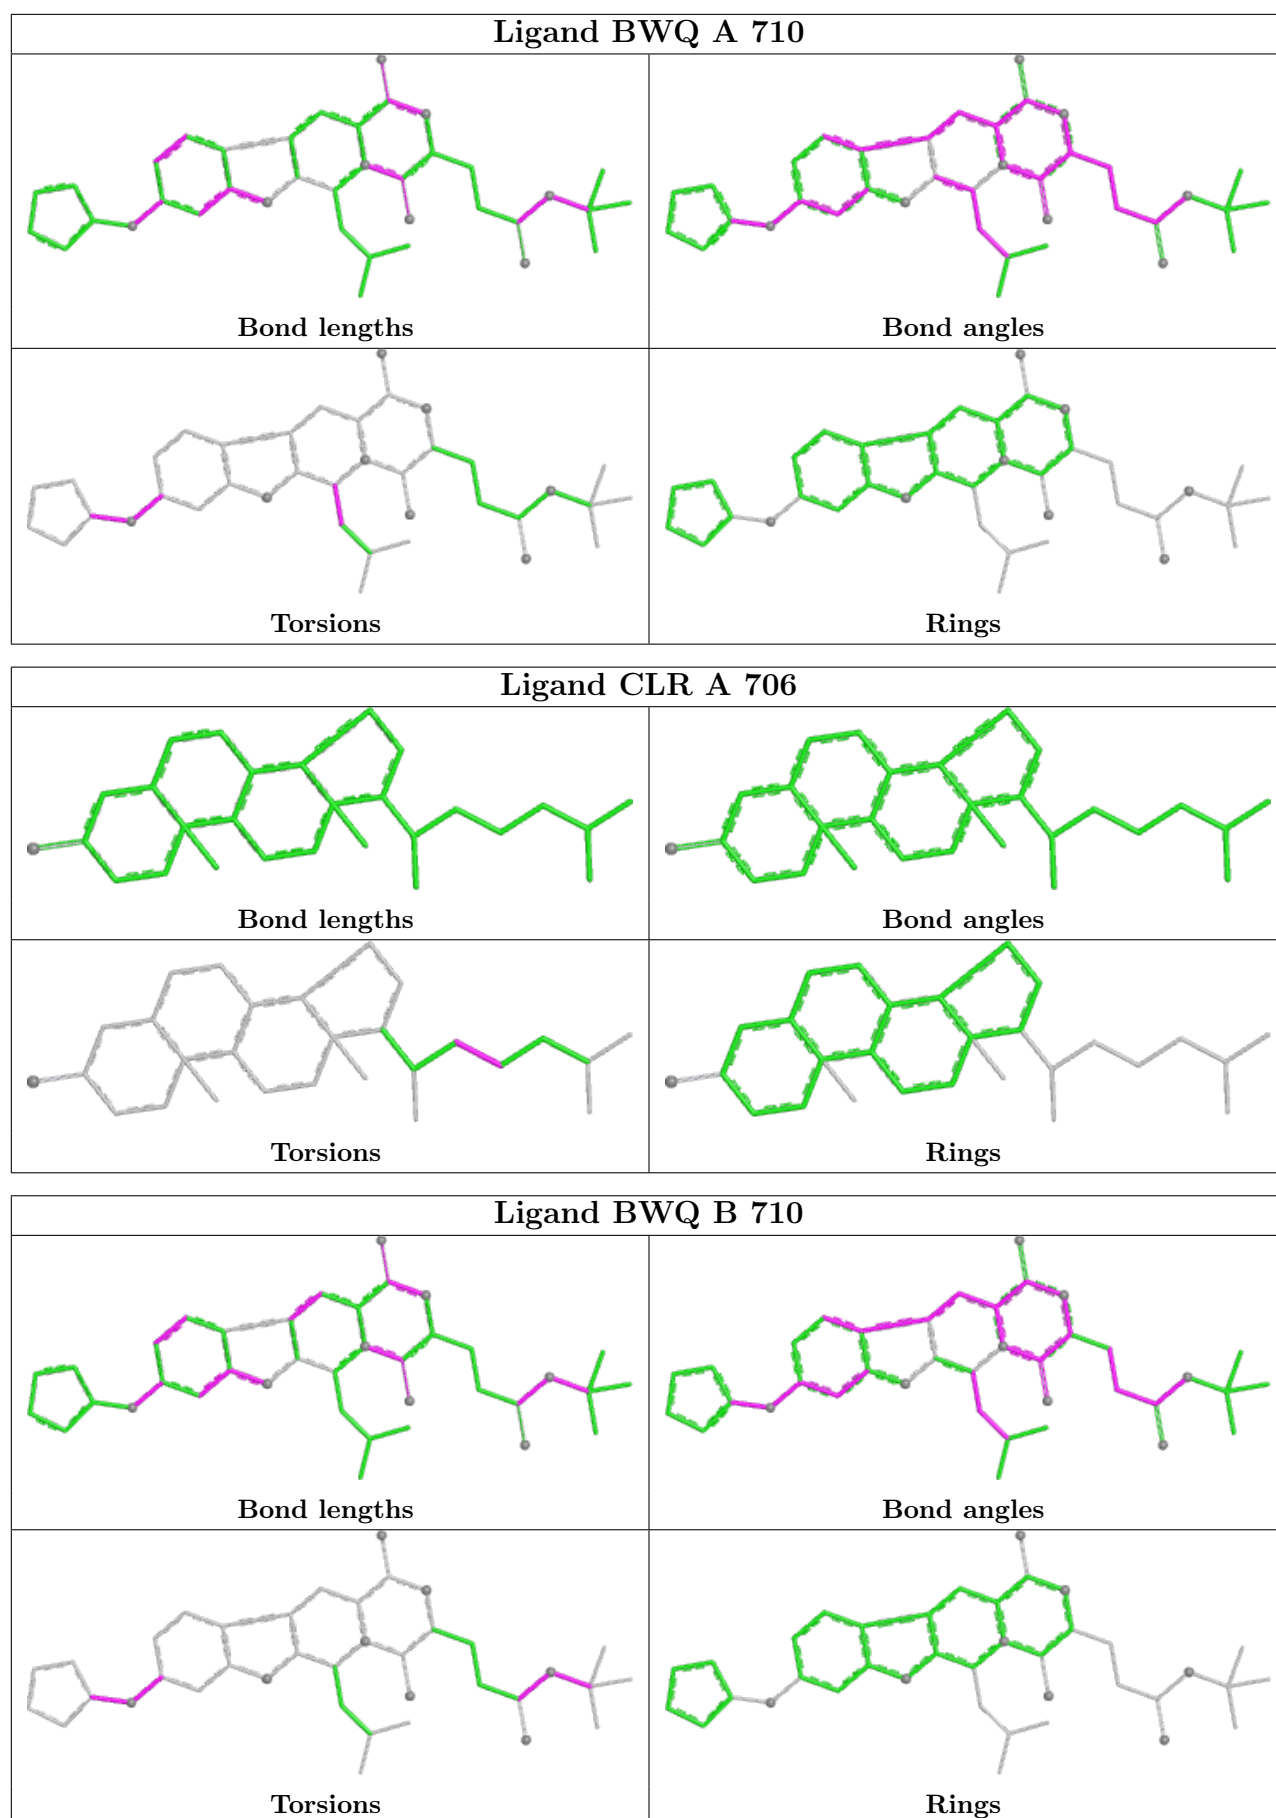 Ligand BWQ A 710
Bond lengths
Bond angles
Torsions
Rings
Ligand CLR A 706
Bond lengths
Bond angles
Torsions
Rings
Ligand BWQ B 710
Bond lengths
Bond angles
Torsions
Rings